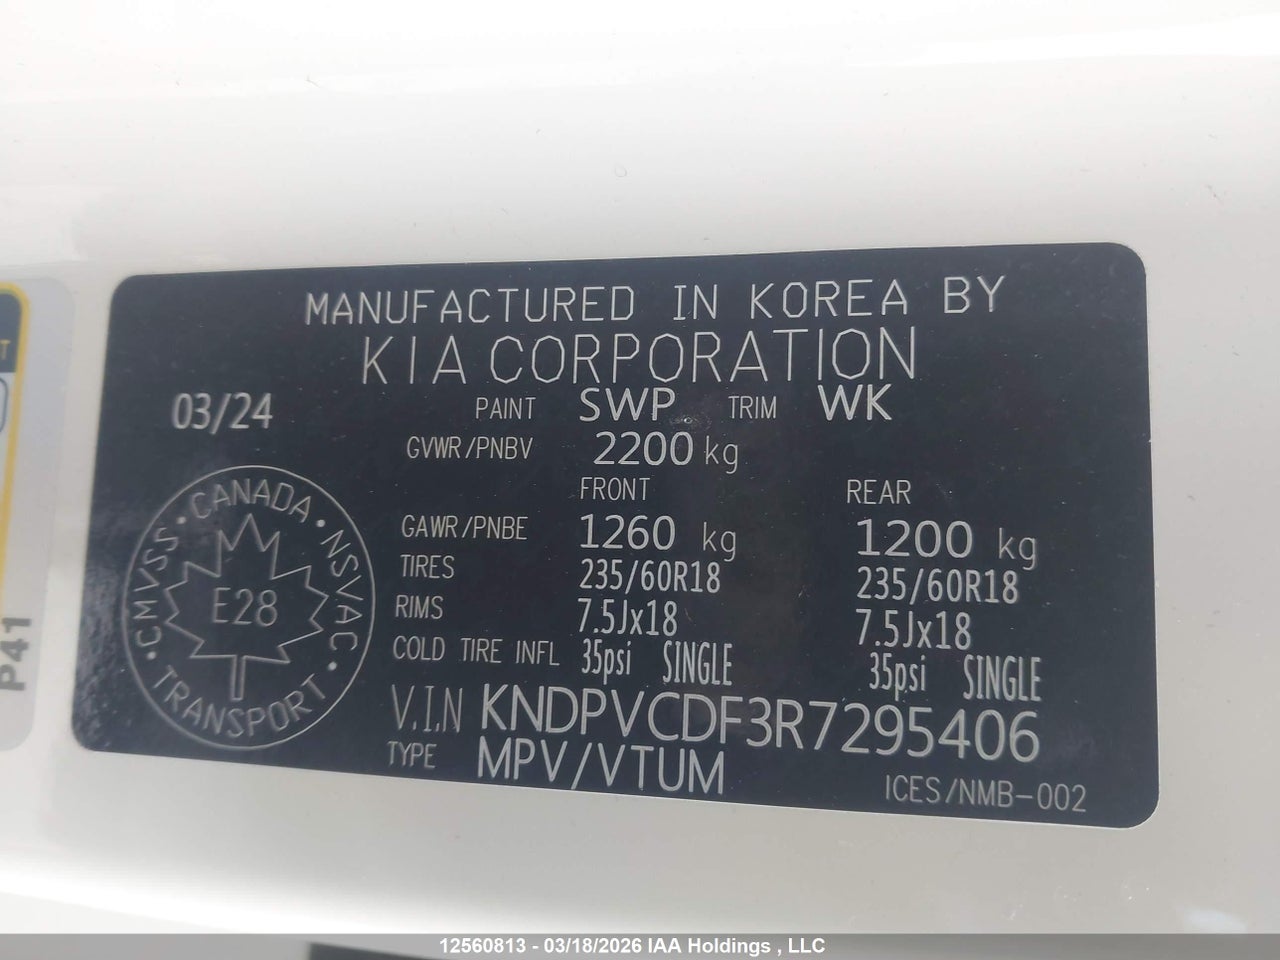 MANUFACTURED IN KOREA BY
KIA CORPORATION
03/24
PAINT SWP TRIM WK
GVWR/PNBV 2200 kg
FRONT REAR
GAWR/PNBE 1260 kg 1200 kg
TIRES 235/60R18 235/60R18
RIMS 7.5Jx18 7.5Jx18
COLD TIRE INFL 35psi SINGLE 35psi SINGLE
V.I.N KNDPVCDF3R7295406
TYPE MPV/VTUM
ICES/NMB-002
CANADA · NSVAC · TRANSPORT · CMVSS ·
E28
P41
T
12560813 - 03/18/2026 IAA Holdings , LLC